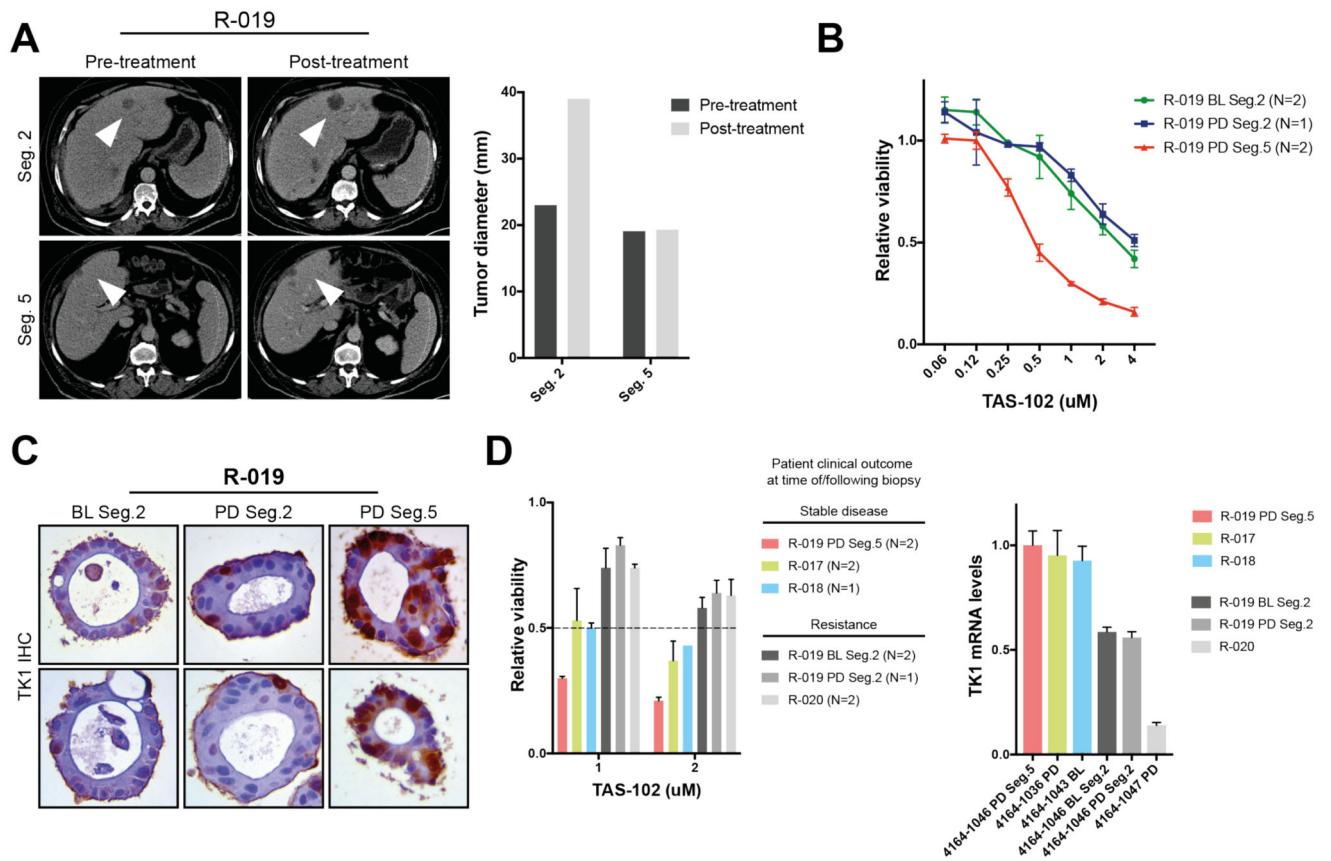 A
R-019
Pre-treatment
Post-treatment
Seg. 2
Seg. 5
Tumor diameter (mm)
40
30
20
10
0
Seg. 2
Seg. 5
Pre-treatment
Post-treatment
B
Relative viability
1.0
0.5
0.0
0.06
0.12
0.25
0.5
1
2
4
TAS-102 (uM)
R-019 BL Seg.2 (N=2)
R-019 PD Seg.2 (N=1)
R-019 PD Seg.5 (N=2)
C
R-019
BL Seg.2
PD Seg.2
PD Seg.5
TK1 IHC
D
Relative viability
1.0
0.5
0.0
1
2
TAS-102 (uM)
Patient clinical outcome
at time of/following biopsy
Stable disease
R-019 PD Seg.5 (N=2)
R-017 (N=2)
R-018 (N=1)
Resistance
R-019 BL Seg.2 (N=2)
R-019 PD Seg.2 (N=1)
R-020 (N=2)
TK1 mRNA levels
1.0
0.5
0.0
4164-1046 PD Seg.5
4164-1036 PD
4164-1043 BL
4164-1046 BL Seg.2
4164-1046 PD Seg.2
4164-1047 PD
R-019 PD Seg.5
R-017
R-018
R-019 BL Seg.2
R-019 PD Seg.2
R-020